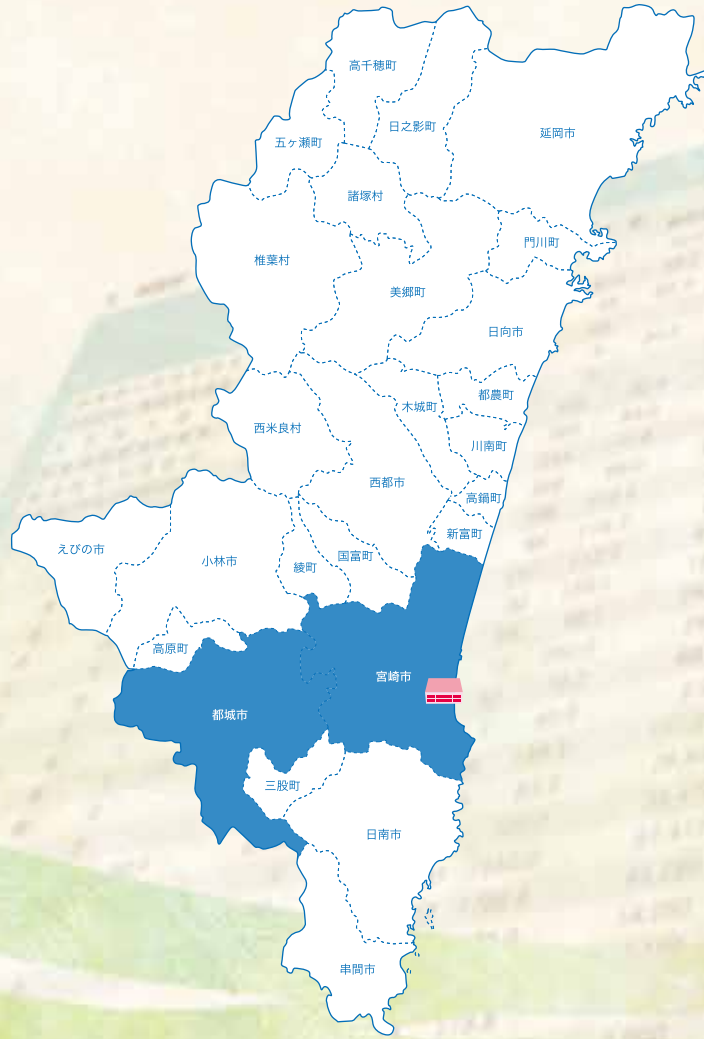 高千穂町
日之影町
延岡市
五ヶ瀬町
諸塚村
門川町
椎葉村
美郷町
日向市
都農町
木城町
西米良村
川南町
西都市
高鍋町
新富町
えびの市
国富町
小林市
綾町
高原町
宮崎市
都城市
三股町
日南市
串間市